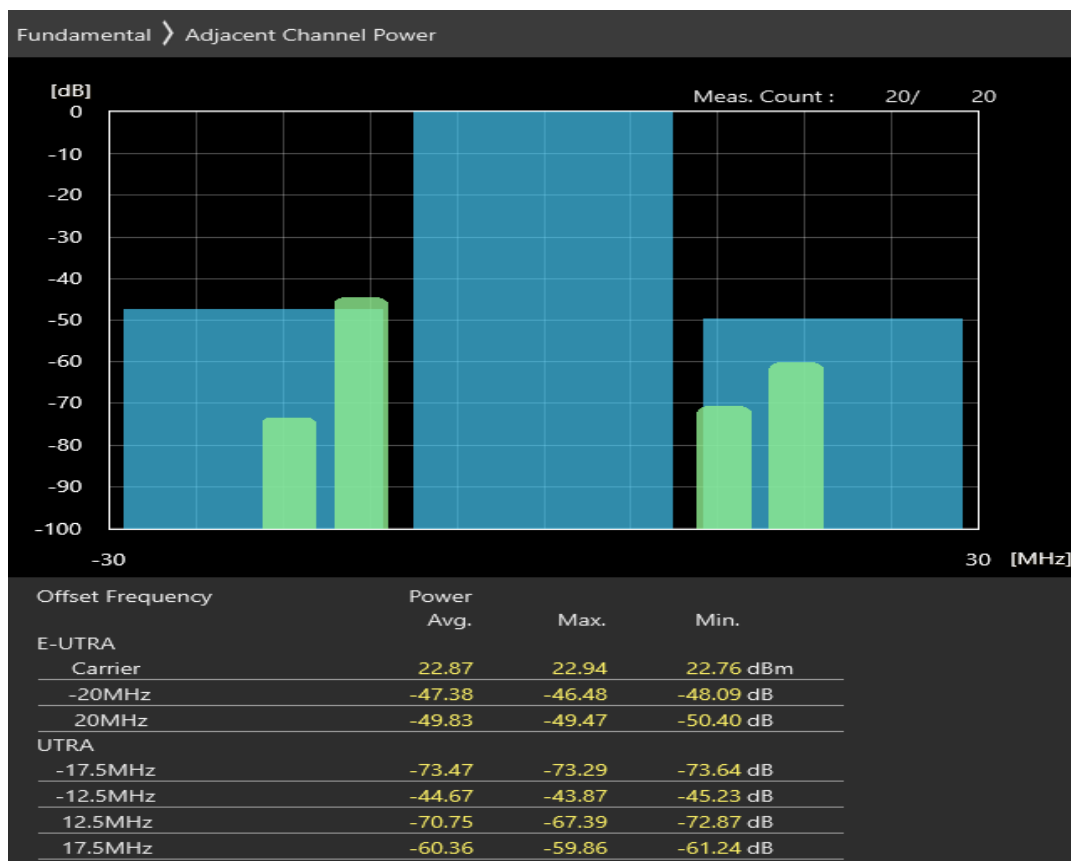 Fundamental ❯ Adjacent Channel Power
[dB]
Meas. Count : 20/ 20
0
-10
-20
-30
-40
-50
-60
-70
-80
-90
-100
-30 30 [MHz]
Offset Frequency Power
Avg. Max. Min.
E-UTRA
Carrier 22.87 22.94 22.76 dBm
-20MHz -47.38 -46.48 -48.09 dB
20MHz -49.83 -49.47 -50.40 dB
UTRA
-17.5MHz -73.47 -73.29 -73.64 dB
-12.5MHz -44.67 -43.87 -45.23 dB
12.5MHz -70.75 -67.39 -72.87 dB
17.5MHz -60.36 -59.86 -61.24 dB